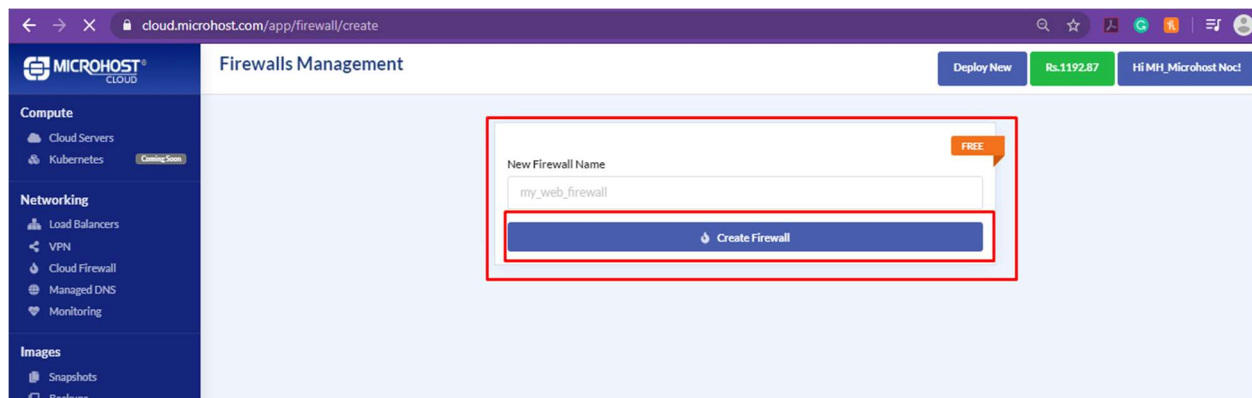 cloud.microhost.com/app/firewall/create
MICROHOST®
CLOUD
Firewalls Management
Deploy New
Rs.1192.87
Hi MH_Microhost Noc!
Compute
Cloud Servers
Kubernetes
Coming Soon
Networking
Load Balancers
VPN
Cloud Firewall
Managed DNS
Monitoring
Images
Snapshots
FREE
New Firewall Name
my_web_firewall
Create Firewall